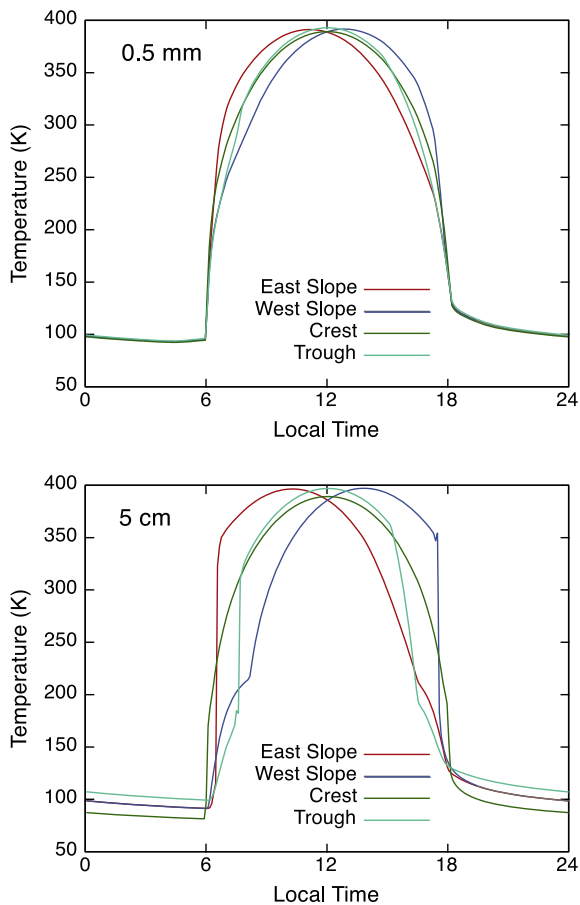 400
0.5 mm
350
300
250
200
150
100
50
Temperature (K)
East Slope
West Slope
Crest
Trough
0 6 12 18 24
Local Time
400
5 cm
350
300
250
200
150
100
50
Temperature (K)
East Slope
West Slope
Crest
Trough
0 6 12 18 24
Local Time